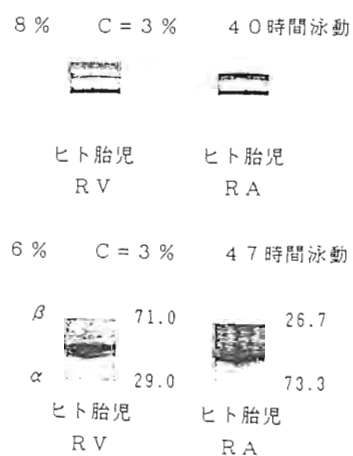 8% C=3% 40時間泳動
ヒト胎児 ヒト胎児
RV RA
6% C=3% 47時間泳動
β 71.0 26.7
α 29.0 73.3
ヒト胎児 ヒト胎児
RV RA